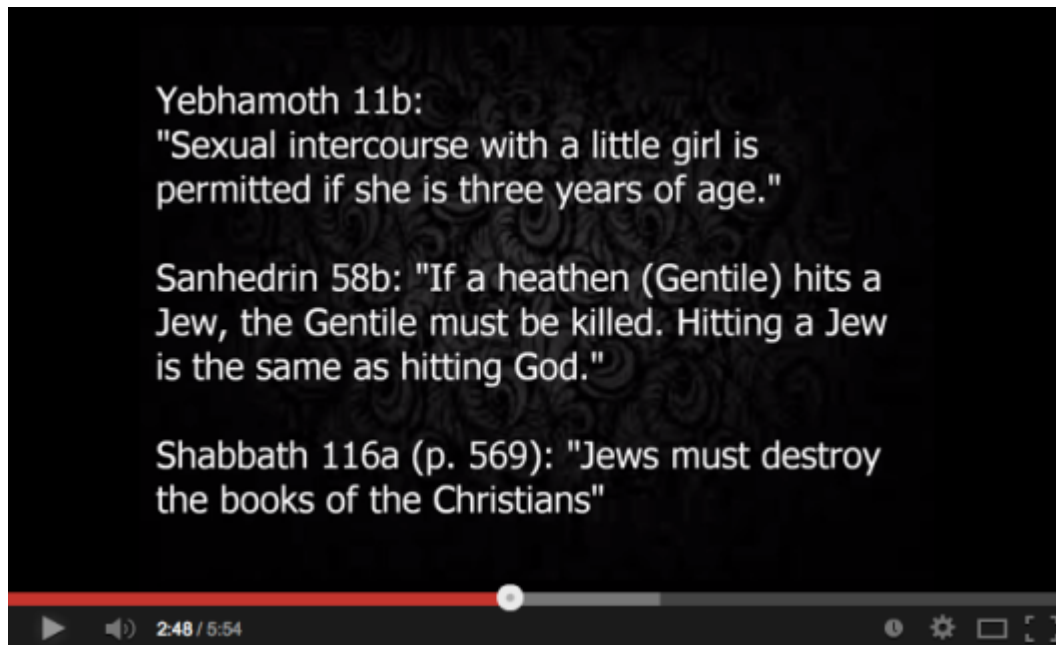 Yebhamoth 11b:
"Sexual intercourse with a little girl is
permitted if she is three years of age."
Sanhedrin 58b: "If a heathen (Gentile) hits a
Jew, the Gentile must be killed. Hitting a Jew
is the same as hitting God."
Shabbath 116a (p. 569): "Jews must destroy
the books of the Christians"
2:48 / 5:54